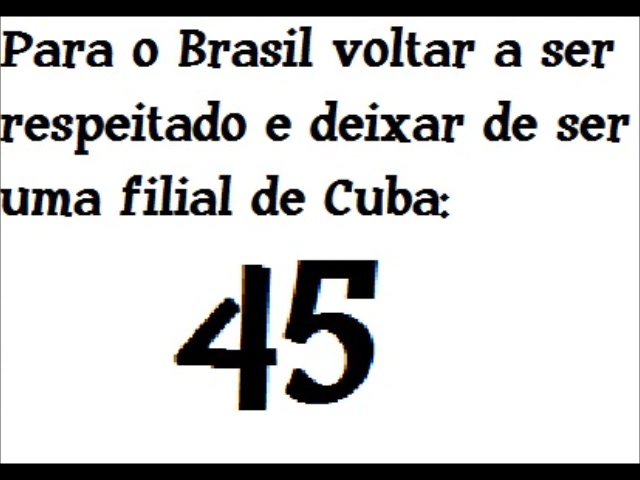 Para o Brasil voltar a ser
respeitado e deixar de ser
uma filial de Cuba:
45